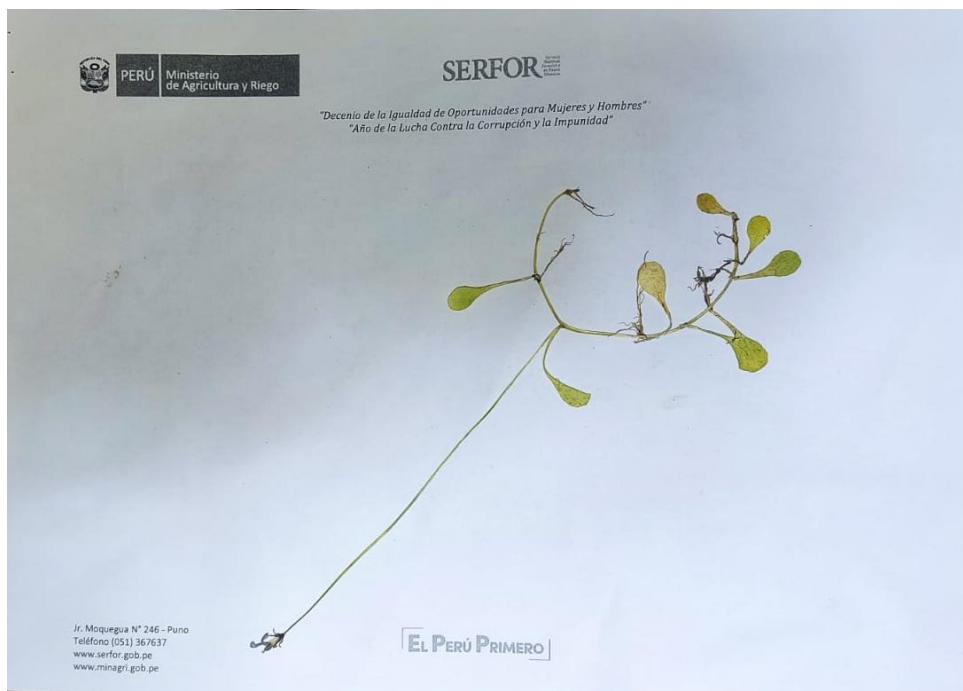 PERÚ
Ministerio
de Agricultura y Riego
SERFOR
"Decenio de la Igualdad de Oportunidades para Mujeres y Hombres"
"Año de la Lucha Contra la Corrupción y la Impunidad"
Jr. Moquegua N° 246 - Puno
Teléfono (051) 367637
www.serfor.gob.pe
www.minagri.gob.pe
EL PERÚ PRIMERO